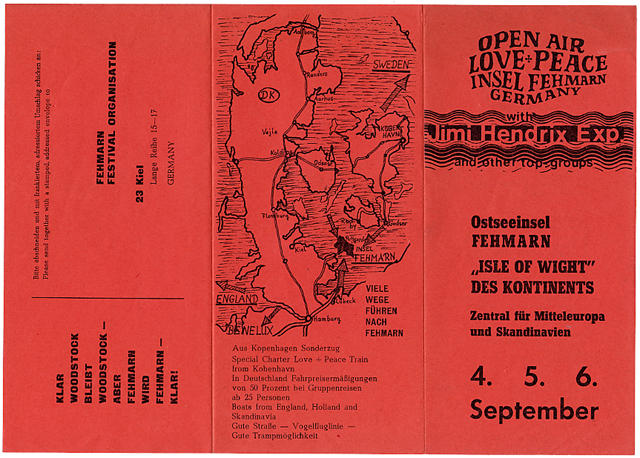 Bitte abschneiden und mit frankiertem, adressiertem Umschlag schicken an:
Please send together with a stamped, addressed envelope to
FEHMARN
FESTIVAL ORGANISATION
23 Kiel
Lange Reihe 15—17
GERMANY
KLAR
WOODSTOCK
BLEIBT
WOODSTOCK —
ABER
FEHMARN
WIRD
FEHMARN —
KLAR!
Aalborg
Randers
SWEDEN
DK
Aarhus
Vejle
KØBEN
HAVN
Kolding
Odense
Flensburg
Rødby
Gedser
Kiel
INSEL
FEHMARN
ENGLAND
Lübeck
BENELUX
Hamburg
VIELE
WEGE
FÜHREN
NACH
FEHMARN
Aus Kopenhagen Sonderzug
Special Charter Love + Peace Train
from Kobenhavn
In Deutschland Fahrpreisermäßigungen
von 50 Prozent bei Gruppenreisen
ab 25 Personen
Boats from England, Holland and
Skandinavia
Gute Straße — Vogelfluglinie —
Gute Trampmöglichkeit
OPEN AIR
LOVE+PEACE
INSEL FEHMARN
GERMANY
with
Jimi Hendrix Exp.
and other top-groups
Ostseeinsel
FEHMARN
„ISLE OF WIGHT"
DES KONTINENTS
Zentral für Mitteleuropa
und Skandinavien
4. 5. 6.
September